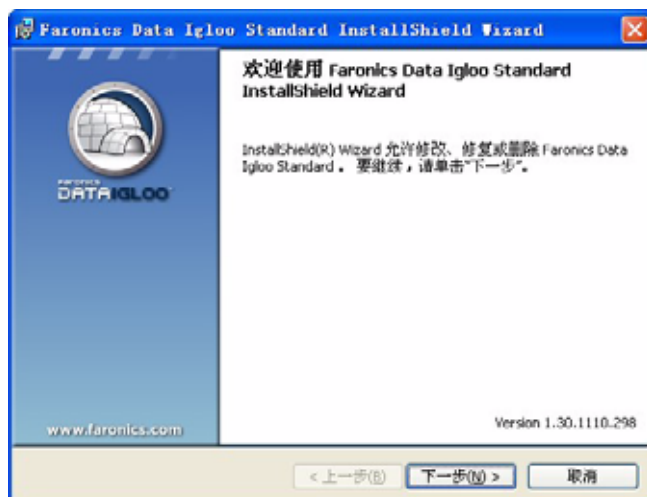 Faronics Data Igloo Standard InstallShield Wizard
欢迎使用 Faronics Data Igloo Standard
InstallShield Wizard
InstallShield(R) Wizard 允许修改、修复或删除 Faronics Data
Igloo Standard。 要继续，请单击“下一步”。
FARONICS
DATAIGLOO
www.faronics.com
Version 1.30.1110.298
< 上一步(B)
下一步(N) >
取消